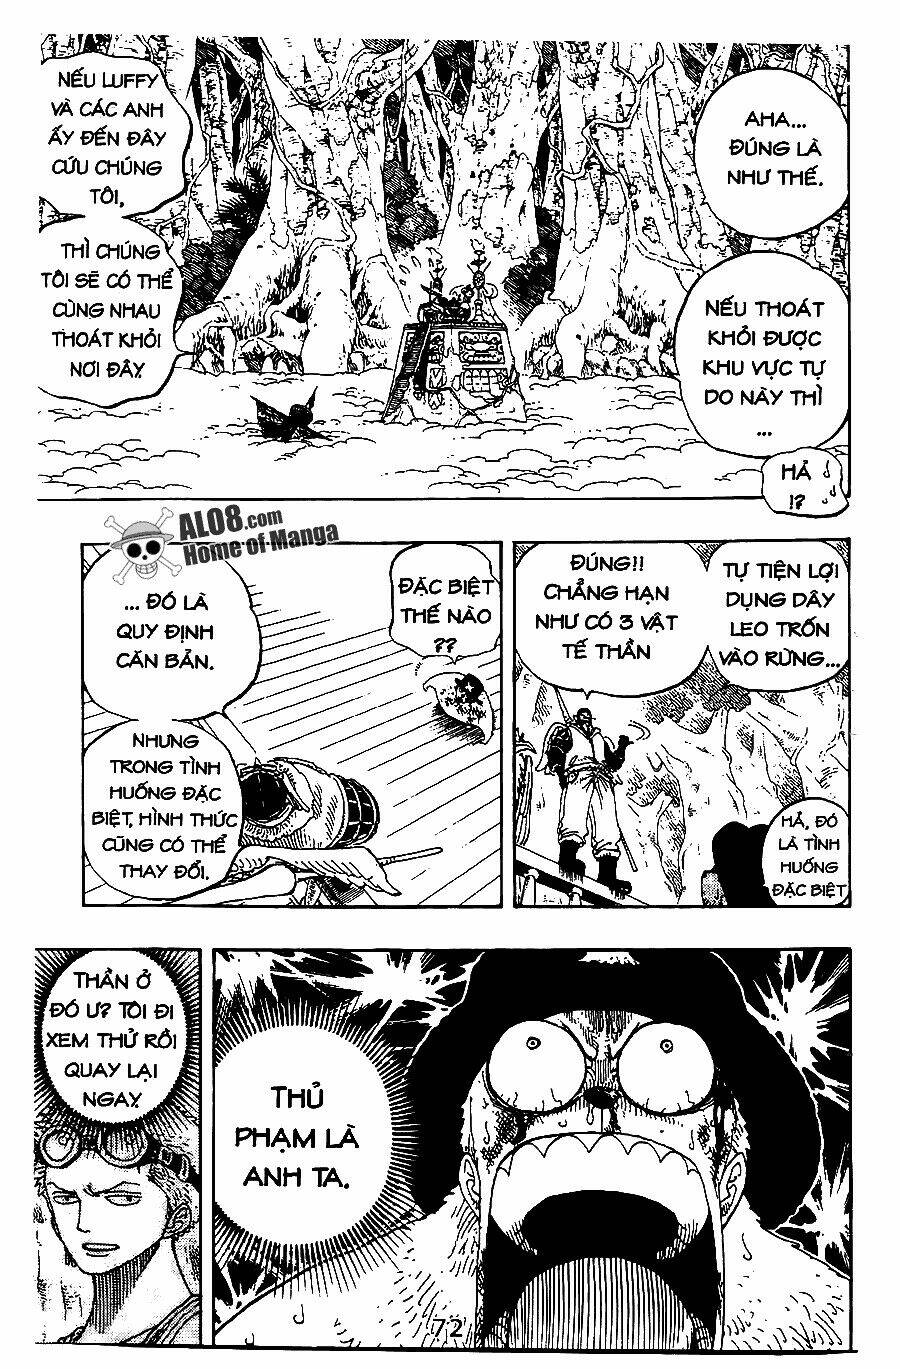 AHA...
ĐÚNG LÀ
NHƯ THẾ.
NẾU THOÁT
KHỎI ĐƯỢC
KHU VỰC TỰ
DO NÀY THÌ
...
HẢ
!?
NẾU LUFFY
VÀ CÁC ANH
ẤY ĐẾN ĐÂY
CỨU CHÚNG
TÔI,
THÌ CHÚNG
TÔI SẼ CÓ THỂ
CÙNG NHAU
THOÁT KHỎI
NƠI ĐÂY.
ALO8.com
Home of Manga
TỰ TIỆN LỢI
DỤNG DÂY
LEO TRỐN
VÀO RỪNG...
ĐÚNG!!
CHẲNG HẠN
NHƯ CÓ 3 VẬT
TẾ THẦN
HẢ, ĐÓ
LÀ TÌNH
HUỐNG
ĐẶC BIỆT
ĐẶC BIỆT
THẾ NÀO
??
... ĐÓ LÀ
QUY ĐỊNH
CĂN BẢN.
NHƯNG
TRONG TÌNH
HUỐNG ĐẶC
BIỆT, HÌNH THỨC
CŨNG CÓ THỂ
THAY ĐỔI.
THỦ
PHẠM LÀ
ANH TA.
THẦN Ở
ĐÓ Ư? TÔI ĐI
XEM THỬ RỒI
QUAY LẠI
NGAY.
72